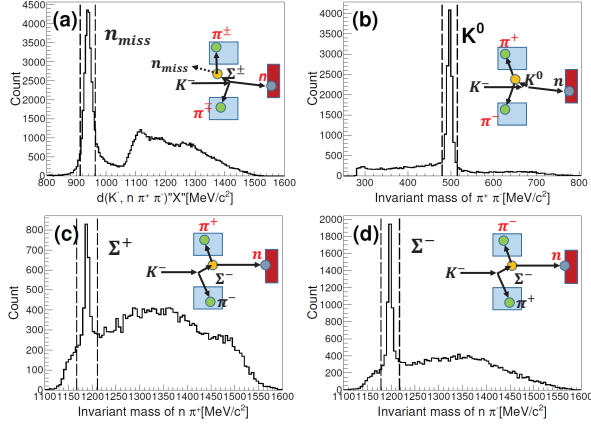 (a) n_miss
π±
n_miss
Σ±
K⁻
n
π∓
Count
4500
4000
3500
3000
2500
2000
1500
1000
500
0
800 900 1000 1100 1200 1300 1400 1500 1600
d(K⁻, n π⁺ π⁻)"X"[MeV/c²]
(b) K⁰
π⁺
K⁰
K⁻
n
π⁻
Count
4000
3500
3000
2500
2000
1500
1000
500
0
300 400 500 600 700 800
Invariant mass of π⁺ π⁻[MeV/c²]
(c) Σ⁺
π⁺
n
K⁻
Σ⁻
π⁻
Count
800
700
600
500
400
300
200
100
0
1100 1150 1200 1250 1300 1350 1400 1450 1500 1550 1600
Invariant mass of n π⁺[MeV/c²]
(d) Σ⁻
π⁻
n
K⁻
Σ⁻
π⁺
Count
2000
1800
1600
1400
1200
1000
800
600
400
200
0
1100 1150 1200 1250 1300 1350 1400 1450 1500 1550 1600
Invariant mass of n π⁻[MeV/c²]